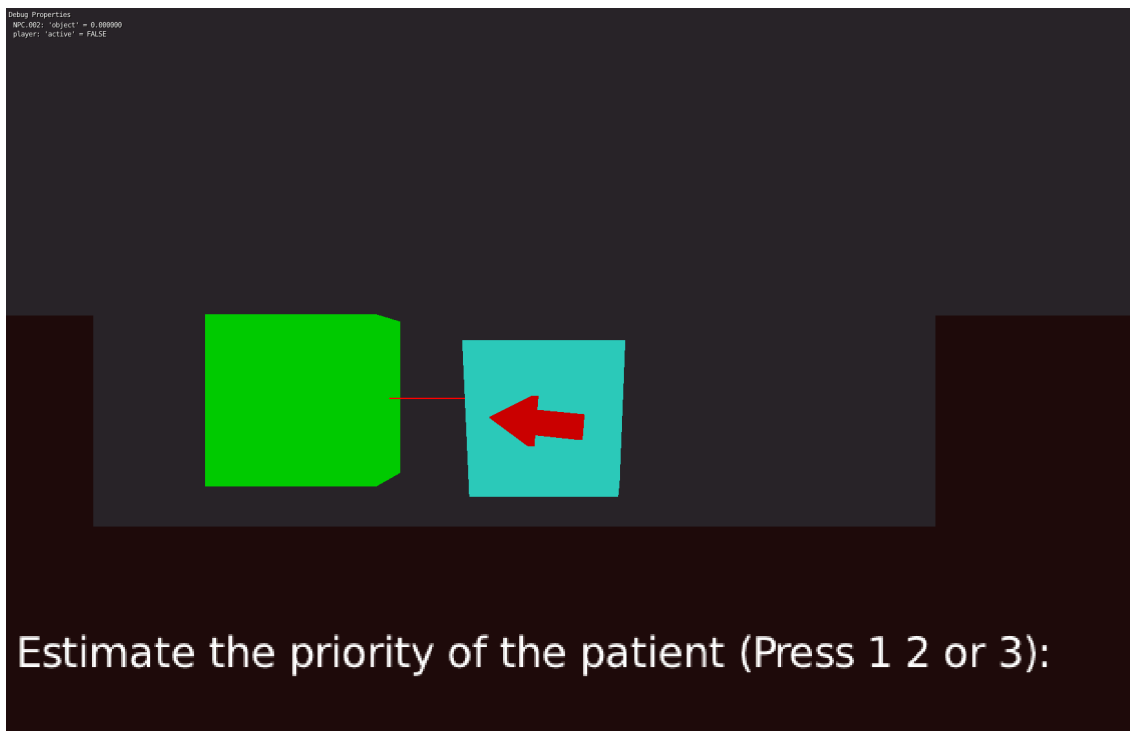 Debug Properties
NPC.002: 'object' = 0.000000
player: 'active' = FALSE
Estimate the priority of the patient (Press 1 2 or 3):